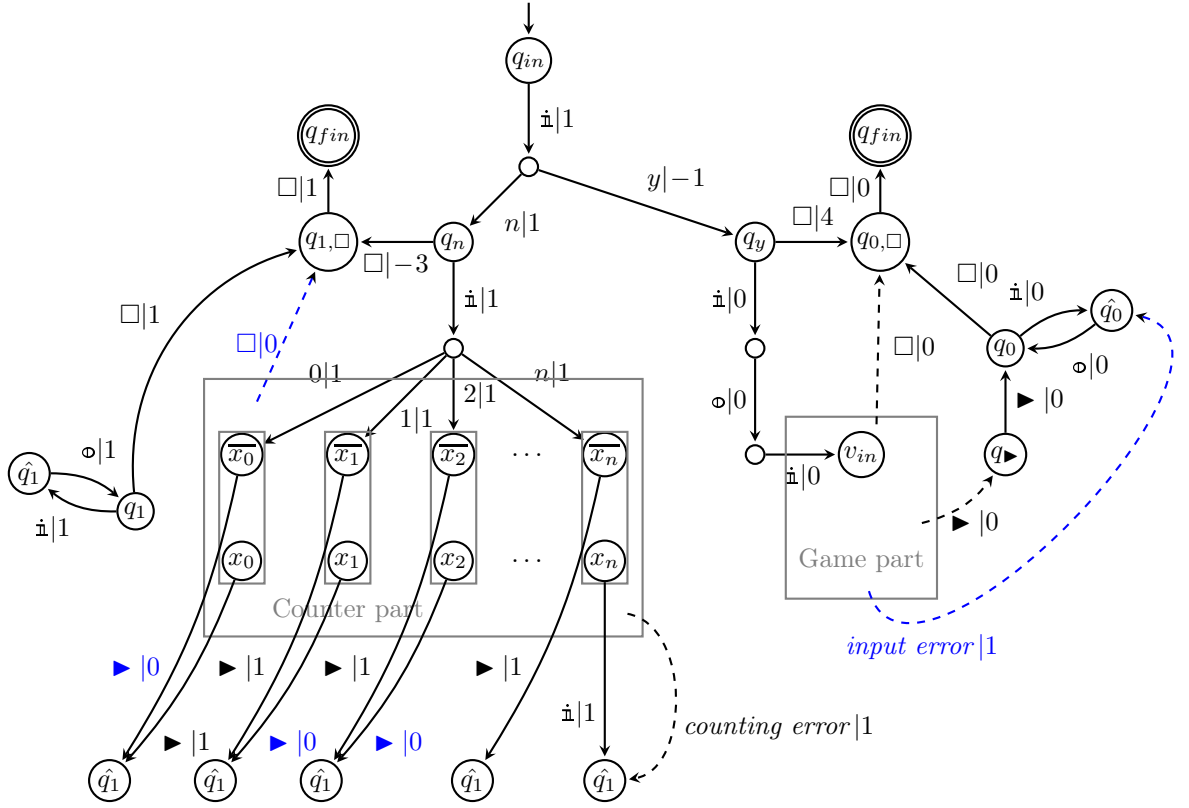 q_in
i|1
q_fin
q_fin
□|1
y|−1
□|0
n|1
□|4
q_1,□
q_n
q_y
q_0,□
□|−3
□|0
i|1
i|0
i|0
q̂_0
□|1
□|0
q_0
□|0
ɵ|0
0|1
n|1
2|1
1|1
ɵ|0
► |0
ɵ|1
x̄_0
x̄_1
x̄_2
···
x̄_n
v_in
q_►
q̂_1
i|0
q_1
i|1
► |0
x_0
x_1
x_2
···
x_n
Game part
Counter part
input error|1
► |0
► |1
► |1
► |1
i|1
counting error|1
► |1
► |0
► |0
q̂_1
q̂_1
q̂_1
q̂_1
q̂_1